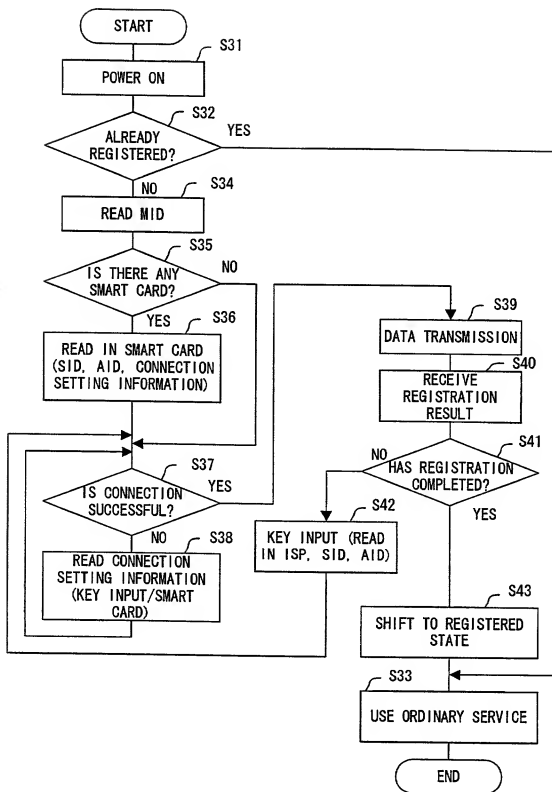 START
S31
POWER ON
S32
ALREADY
REGISTERED?
YES
NO
S34
READ MID
S35
IS THERE ANY
SMART CARD?
NO
YES
S36
READ IN SMART CARD
(SID, AID, CONNECTION
SETTING INFORMATION)
S37
IS CONNECTION
SUCCESSFUL?
YES
NO
S38
READ CONNECTION
SETTING INFORMATION
(KEY INPUT/SMART
CARD)
S39
DATA TRANSMISSION
S40
RECEIVE
REGISTRATION
RESULT
S41
HAS REGISTRATION
COMPLETED?
NO
YES
S42
KEY INPUT (READ
IN ISP, SID, AID)
S43
SHIFT TO REGISTERED
STATE
S33
USE ORDINARY SERVICE
END